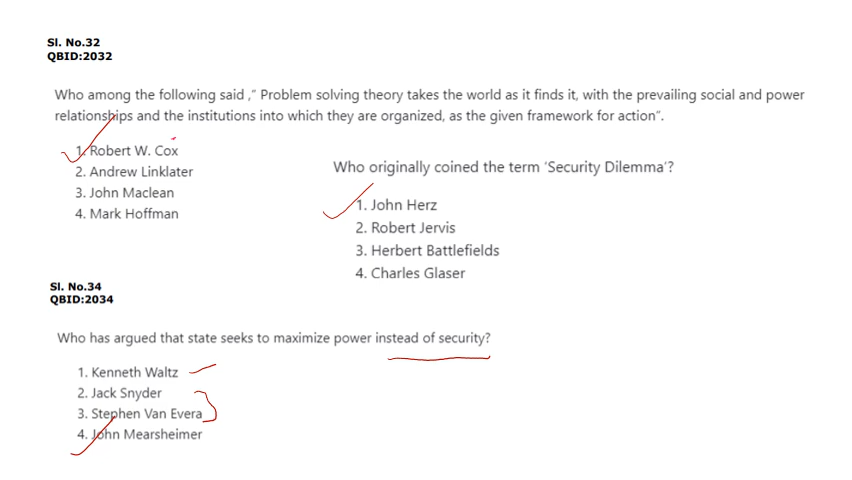 Sl. No.32
QBID:2032
Who among the following said ," Problem solving theory takes the world as it finds it, with the prevailing social and power
relationships and the institutions into which they are organized, as the given framework for action".
1. Robert W. Cox
2. Andrew Linklater
3. John Maclean
4. Mark Hoffman
Who originally coined the term 'Security Dilemma'?
1. John Herz
2. Robert Jervis
3. Herbert Battlefields
4. Charles Glaser
Sl. No.34
QBID:2034
Who has argued that state seeks to maximize power instead of security?
1. Kenneth Waltz
2. Jack Snyder
3. Stephen Van Evera
4. John Mearsheimer